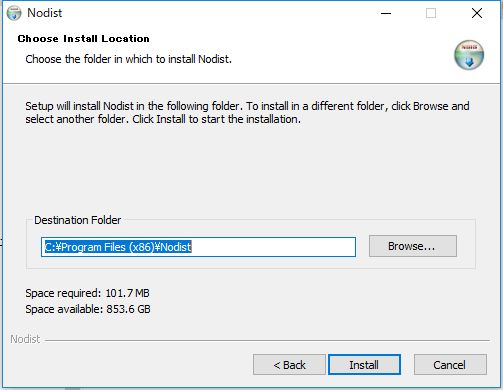 Nodist
Choose Install Location
Choose the folder in which to install Nodist.
Setup will install Nodist in the following folder. To install in a different folder, click Browse and
select another folder. Click Install to start the installation.
Destination Folder
C:¥Program Files (x86)¥Nodist
Browse...
Space required: 101.7 MB
Space available: 853.6 GB
Nodist
< Back
Install
Cancel